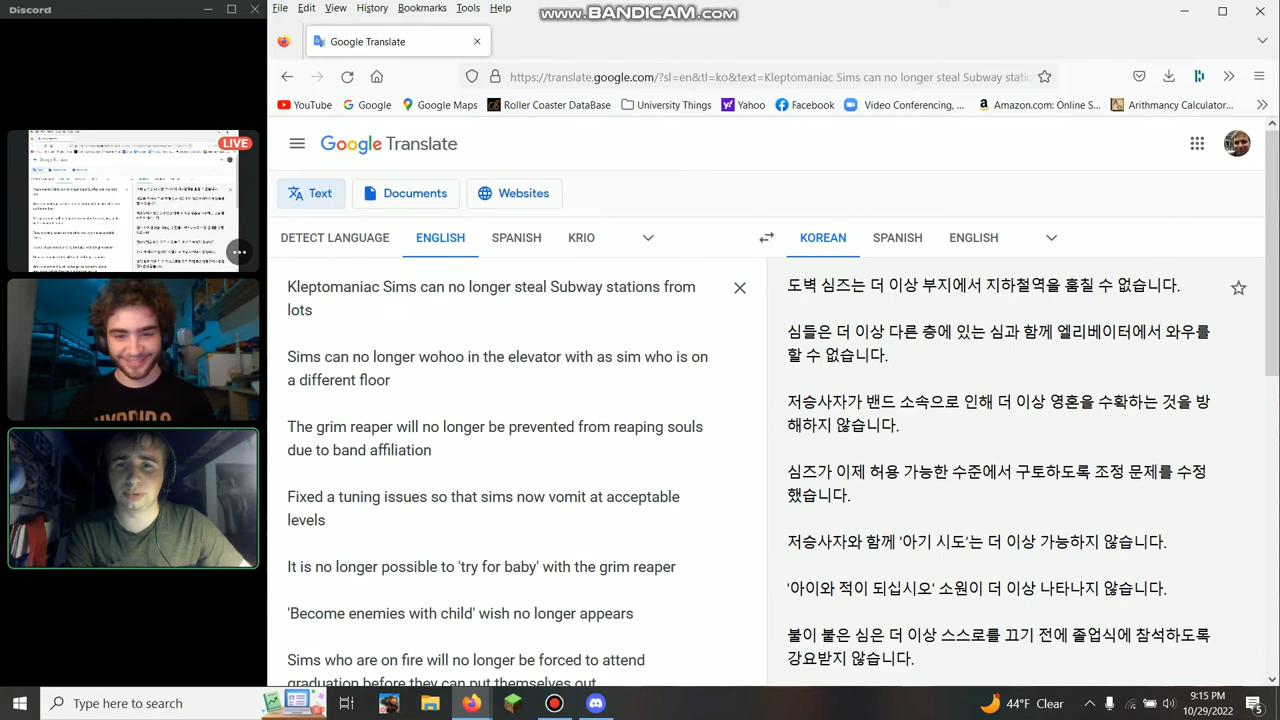 Discord
File Edit View History Bookmarks Tools Help
www.BANDICAM.com
Google Translate
https://translate.google.com/?sl=en&tl=ko&text=Kleptomaniac Sims can no longer steal Subway static
YouTube Google Google Maps Roller Coaster DataBase University Things Yahoo Facebook Video Conferencing, ... Amazon.com: Online S... Arithmancy Calculator...
LIVE
Google Translate
Text Documents Websites
DETECT LANGUAGE ENGLISH SPANISH KRIO KOREAN SPANISH ENGLISH
Kleptomaniac Sims can no longer steal Subway stations from
lots
Sims can no longer wohoo in the elevator with as sim who is on
a different floor
The grim reaper will no longer be prevented from reaping souls
due to band affiliation
Fixed a tuning issues so that sims now vomit at acceptable
levels
It is no longer possible to 'try for baby' with the grim reaper
'Become enemies with child' wish no longer appears
Sims who are on fire will no longer be forced to attend
graduation before they can put themselves out
도벽 심즈는 더 이상 부지에서 지하철역을 훔칠 수 없습니다.
심들은 더 이상 다른 층에 있는 심과 함께 엘리베이터에서 와우를
할 수 없습니다.
저승사자가 밴드 소속으로 인해 더 이상 영혼을 수확하는 것을 방
해하지 않습니다.
심즈가 이제 허용 가능한 수준에서 구토하도록 조정 문제를 수정
했습니다.
저승사자와 함께 '아기 시도'는 더 이상 가능하지 않습니다.
'아이와 적이 되십시오' 소원이 더 이상 나타나지 않습니다.
불이 붙은 심은 더 이상 스스로를 끄기 전에 졸업식에 참석하도록
강요받지 않습니다.
Type here to search
44°F Clear
9:15 PM
10/29/2022
5